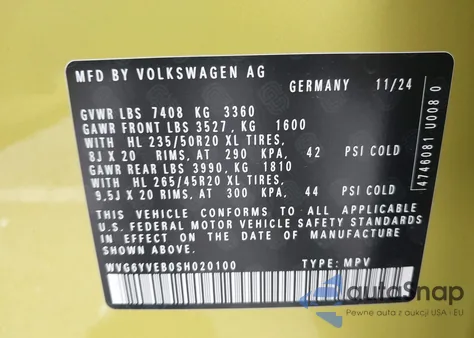 MFD BY VOLKSWAGEN AG
GERMANY 11/24
GVWR LBS 7408 KG 3360
GAWR FRONT LBS 3527, KG 1600
WITH HL 235/50R20 XL TIRES,
8J X 20 RIMS, AT 290 KPA, 42 PSI COLD
GAWR REAR LBS 3990, KG 1810
WITH HL 265/45R20 XL TIRES,
9,5J X 20 RIMS, AT 300 KPA, 44 PSI COLD
THIS VEHICLE CONFORMS TO ALL APPLICABLE
U.S. FEDERAL MOTOR VEHICLE SAFETY STANDARDS
IN EFFECT ON THE DATE OF MANUFACTURE
SHOWN ABOVE.
WVG6YVEB0SH020100 TYPE: MPV
4746081 U008 0
autoSnap
Pewne auta z aukcji USA i EU